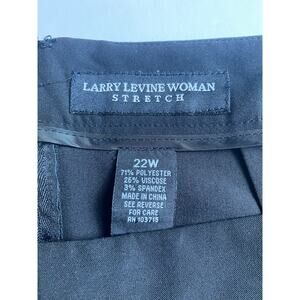 LARRY LEVINE WOMAN
STRETCH
22W
71% POLYESTER
26% VISCOSE
3% SPANDEX
MADE IN CHINA
SEE REVERSE
FOR CARE
RN 103715